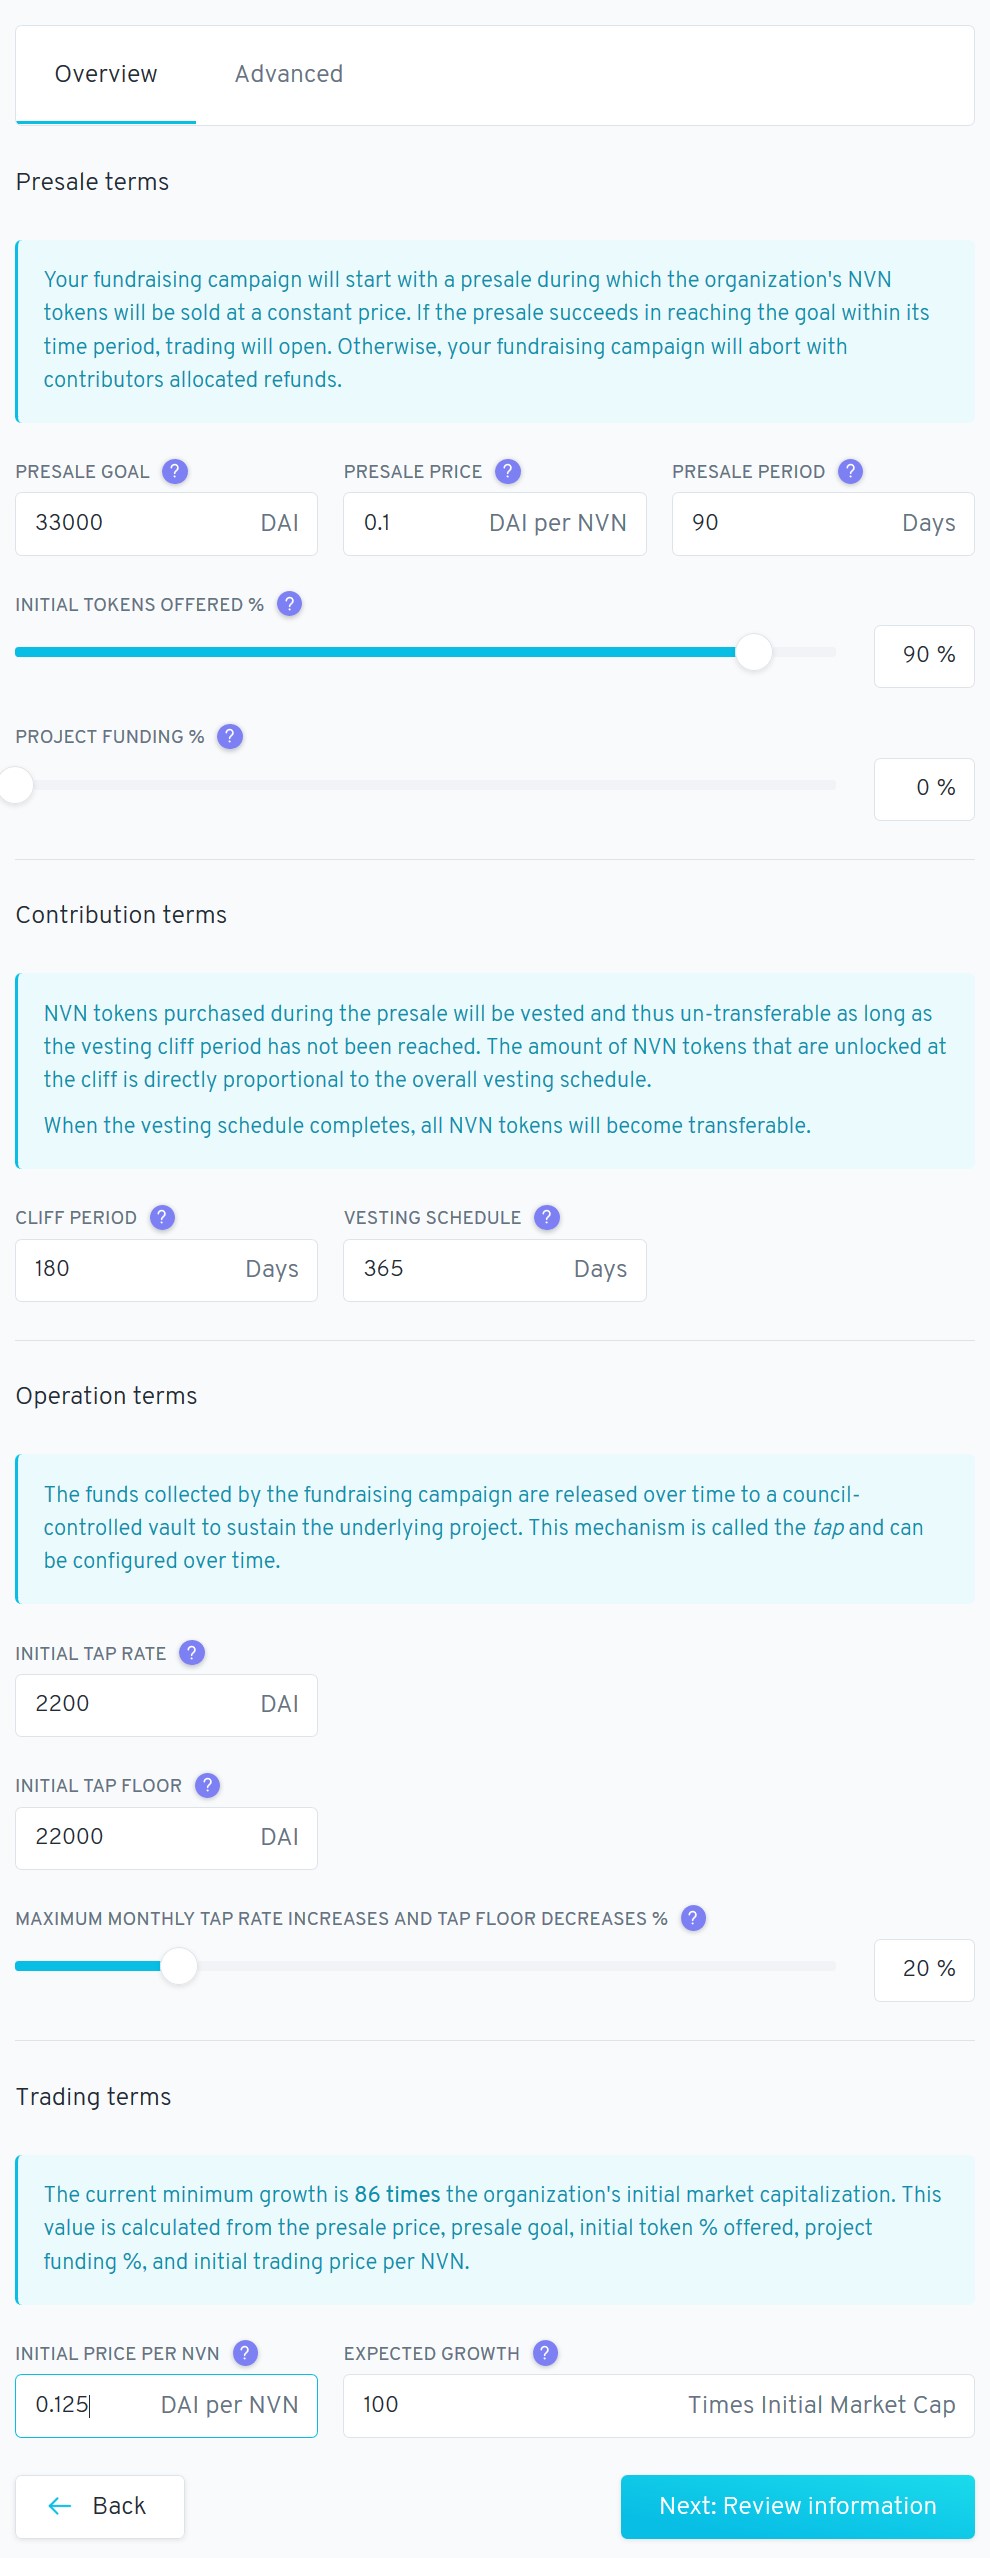 Overview Advanced
Presale terms
Your fundraising campaign will start with a presale during which the organization's NVN
tokens will be sold at a constant price. If the presale succeeds in reaching the goal within its
time period, trading will open. Otherwise, your fundraising campaign will abort with
contributors allocated refunds.
PRESALE GOAL ? PRESALE PRICE ? PRESALE PERIOD ?
33000 DAI 0.1 DAI per NVN 90 Days
INITIAL TOKENS OFFERED % ?
90 %
PROJECT FUNDING % ?
0 %
Contribution terms
NVN tokens purchased during the presale will be vested and thus un-transferable as long as
the vesting cliff period has not been reached. The amount of NVN tokens that are unlocked at
the cliff is directly proportional to the overall vesting schedule.
When the vesting schedule completes, all NVN tokens will become transferable.
CLIFF PERIOD ? VESTING SCHEDULE ?
180 Days 365 Days
Operation terms
The funds collected by the fundraising campaign are released over time to a council-
controlled vault to sustain the underlying project. This mechanism is called the tap and can
be configured over time.
INITIAL TAP RATE ?
2200 DAI
INITIAL TAP FLOOR ?
22000 DAI
MAXIMUM MONTHLY TAP RATE INCREASES AND TAP FLOOR DECREASES % ?
20 %
Trading terms
The current minimum growth is 86 times the organization's initial market capitalization. This
value is calculated from the presale price, presale goal, initial token % offered, project
funding %, and initial trading price per NVN.
INITIAL PRICE PER NVN ? EXPECTED GROWTH ?
0.125 DAI per NVN 100 Times Initial Market Cap
← Back Next: Review information